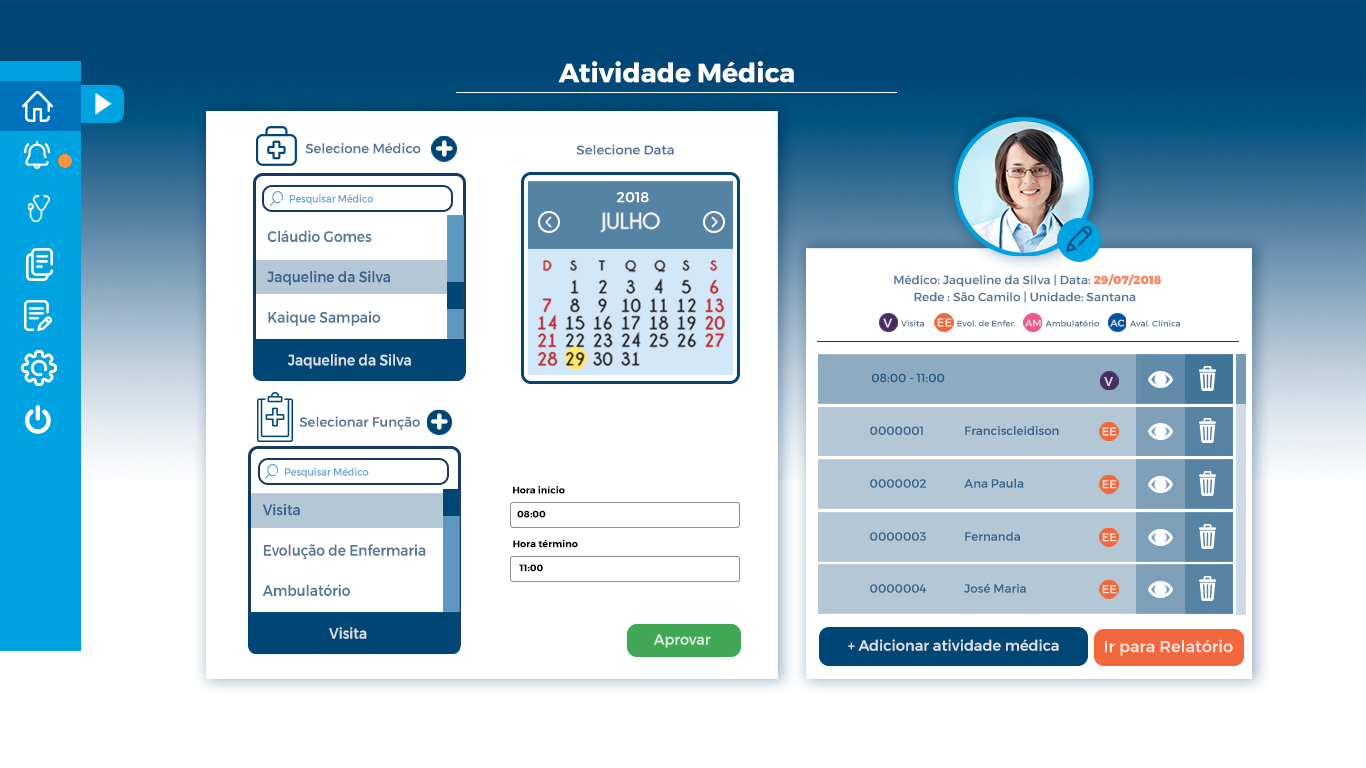 Atividade Médica
Selecione Médico
Pesquisar Médico
Cláudio Gomes
Jaqueline da Silva
Kaique Sampaio
Jaqueline da Silva
Selecionar Função
Pesquisar Médico
Visita
Evolução de Enfermaria
Ambulatório
Visita
Selecione Data
2018
JULHO
D S T Q Q S S
1 2 3 4 5 6
7 8 9 10 11 12 13
14 15 16 17 18 19 20
21 22 23 24 25 26 27
28 29 30 31
Hora início
08:00
Hora término
11:00
Aprovar
Médico: Jaqueline da Silva | Data: 29/07/2018
Rede : São Camilo | Unidade: Santana
V Visita EE Evol. de Enfer. AM Ambulatório AC Aval. Clínica
08:00 - 11:00 V
0000001 Franciscleidison EE
0000002 Ana Paula EE
0000003 Fernanda EE
0000004 José Maria EE
+ Adicionar atividade médica
Ir para Relatório